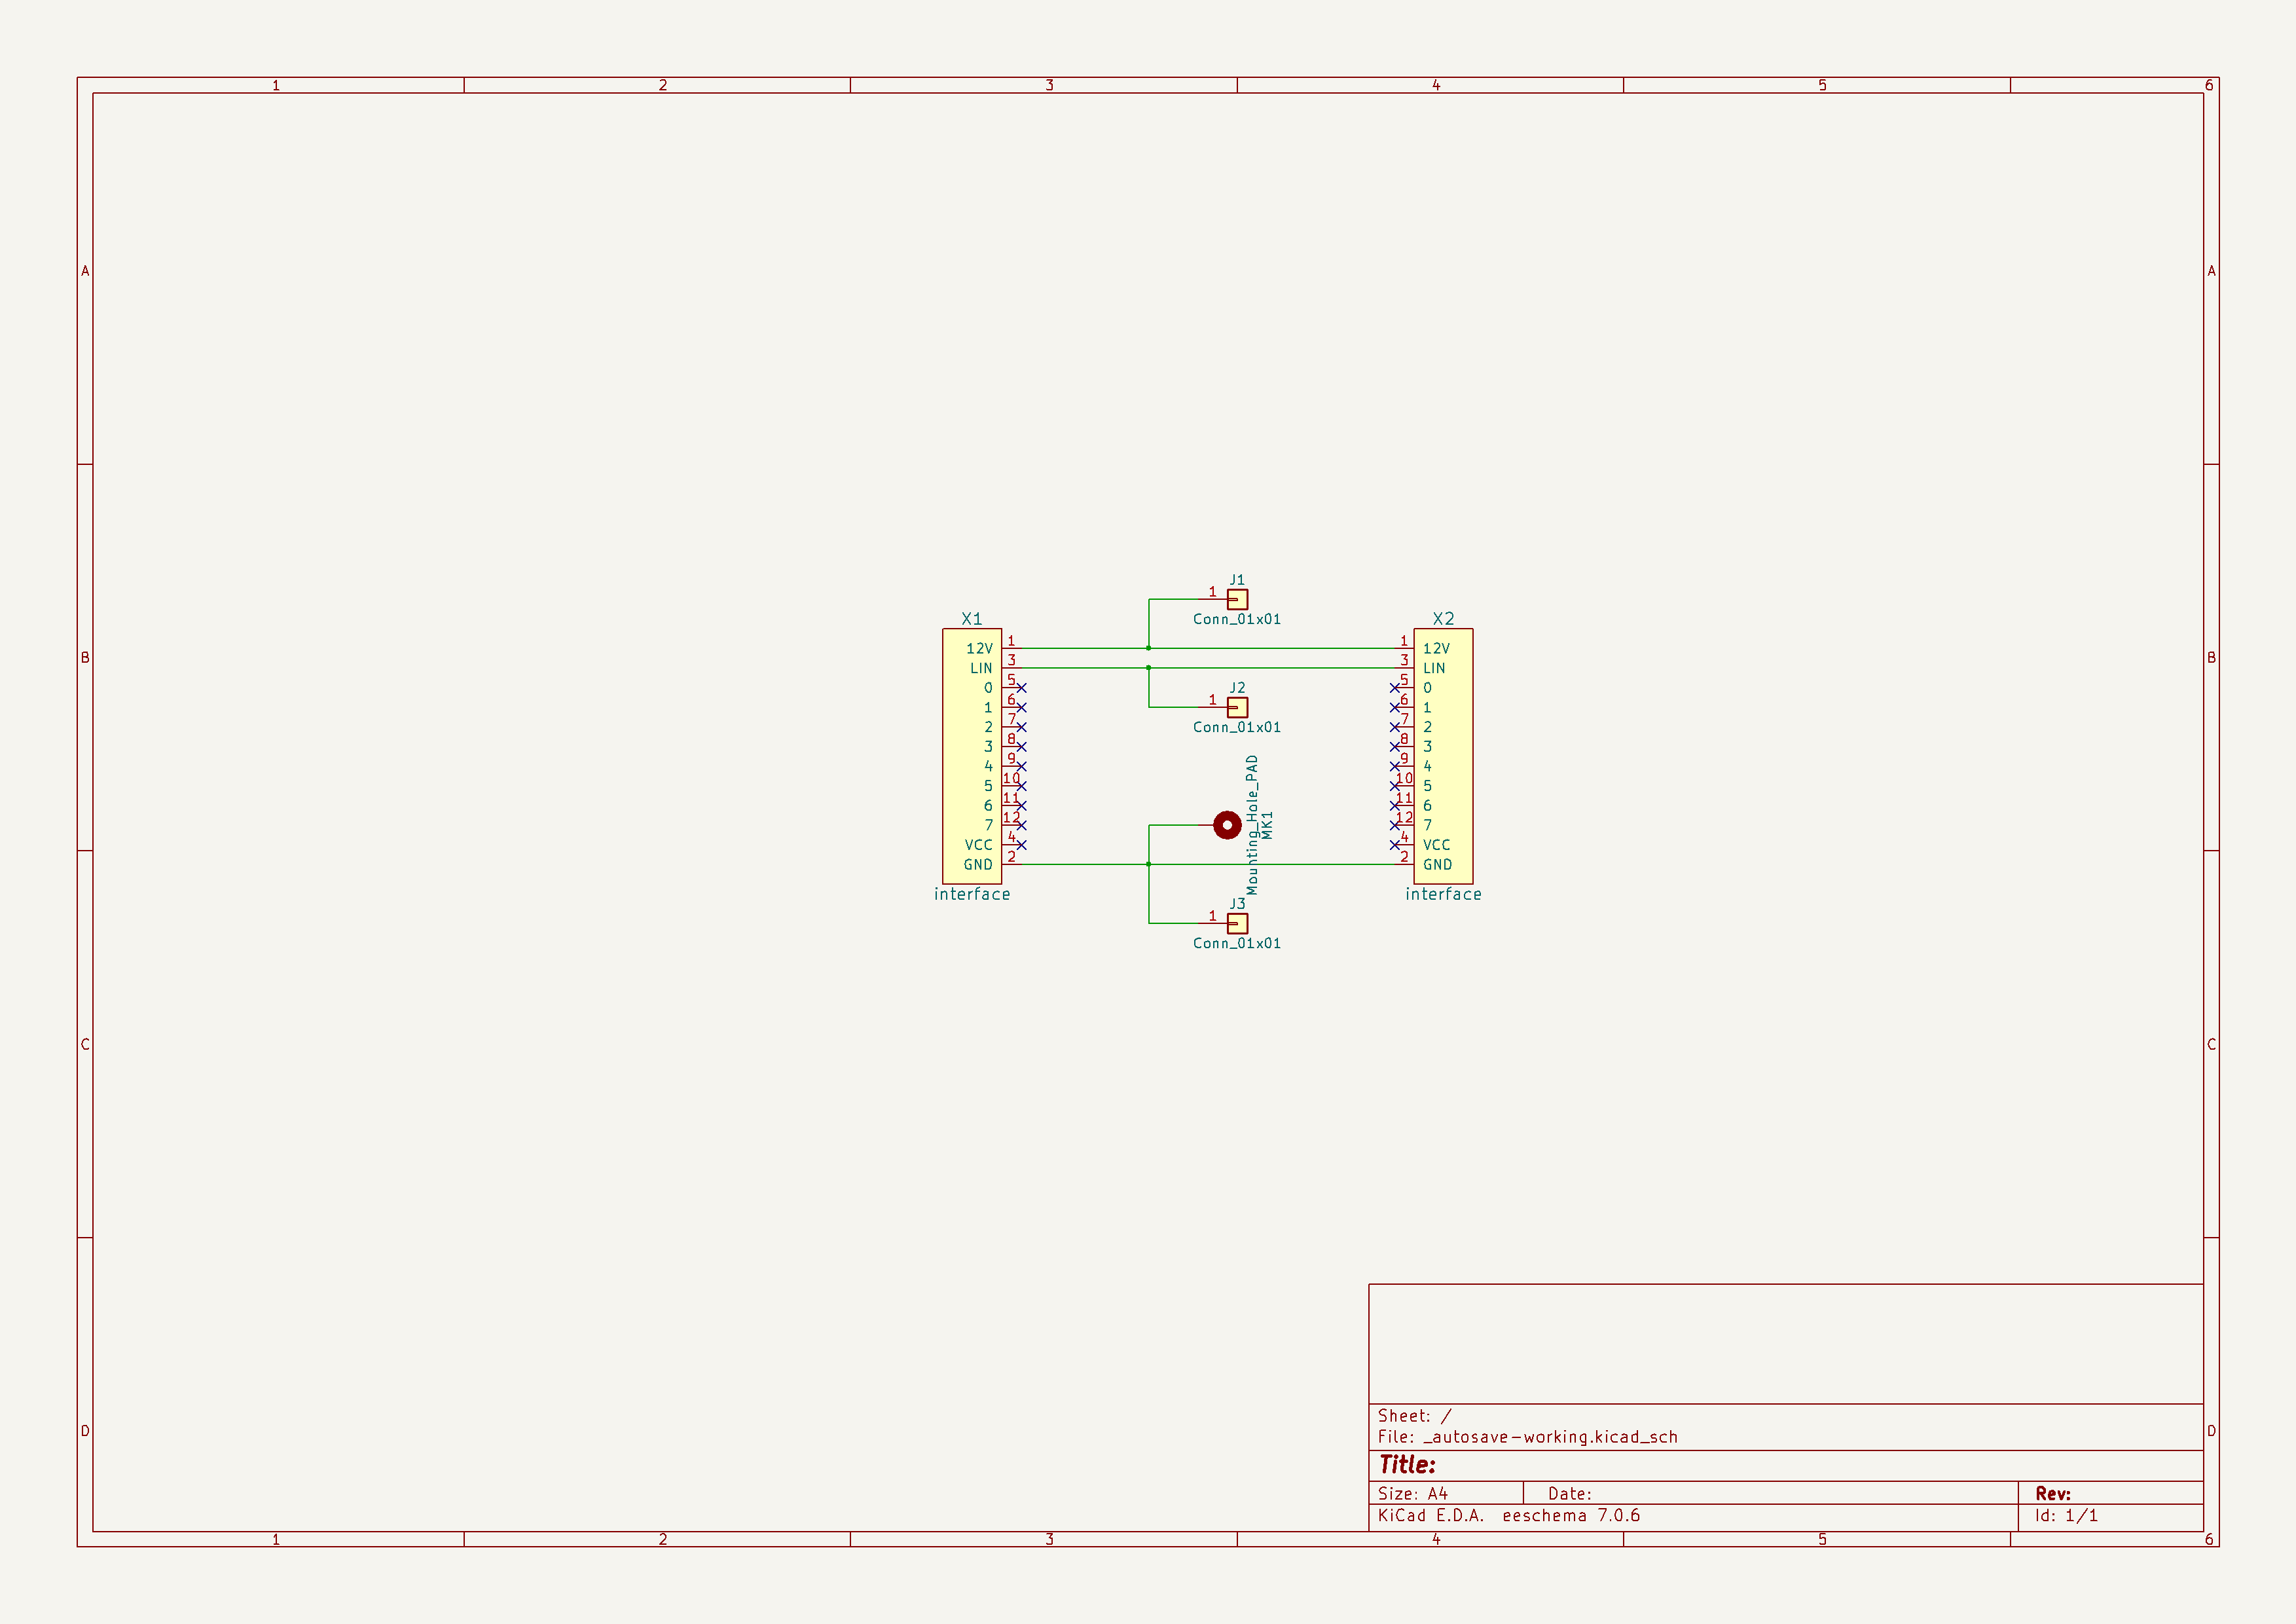 1 2 3 4 5 6
A A
B B
C C
D D
J1
1
Conn_01x01
X1
12V 1
LIN 3
0 5
1 6
2 7
3 8
4 9
5 10
6 11
7 12
VCC 4
GND 2
interface
J2
1
Conn_01x01
Mounting_Hole_PAD
MK1
J3
1
Conn_01x01
X2
1 12V
3 LIN
5 0
6 1
7 2
8 3
9 4
10 5
11 6
12 7
4 VCC
2 GND
interface
Sheet: /
File: _autosave-working.kicad_sch
Title:
Size: A4 Date: Rev:
KiCad E.D.A. eeschema 7.0.6 Id: 1/1
1 2 3 4 5 6